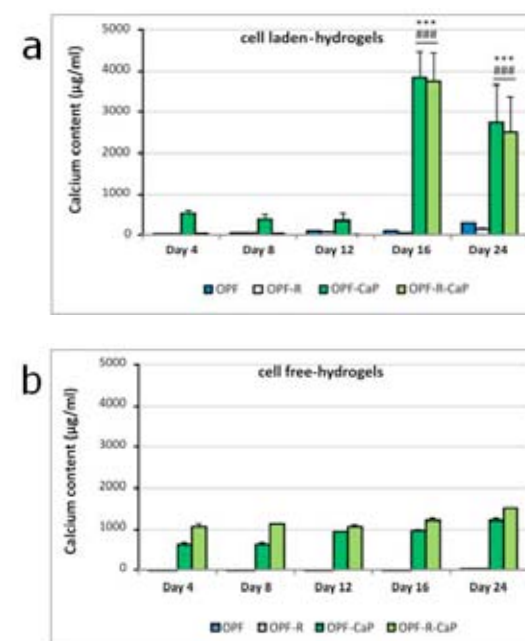 a
cell laden-hydrogels
Calcium content (µg/ml)
5000
4000
3000
2000
1000
0
***
###
***
###
Day 4 Day 8 Day 12 Day 16 Day 24
OPF OPF-R OPF-CaP OPF-R-CaP
b
cell free-hydrogels
Calcium content (µg/ml)
5000
4000
3000
2000
1000
0
Day 4 Day 8 Day 12 Day 16 Day 24
OPF OPF-R OPF-CaP OPF-R-CaP